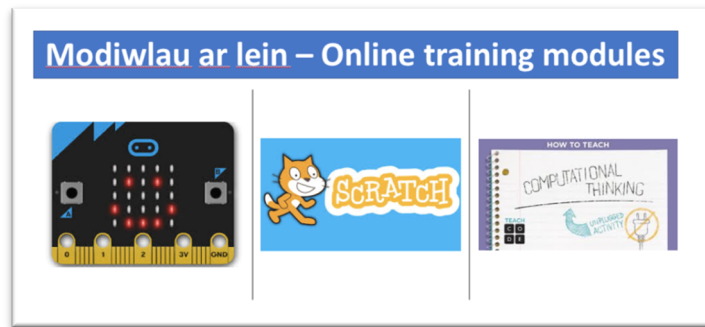 Modiwlau ar lein – Online training modules
B
A
0 1 2 3V GND
SCRATCH
HOW TO TEACH
COMPUTATIONAL
THINKING
TEACH
C O
D E
UNPLUGGED
ACTIVITY